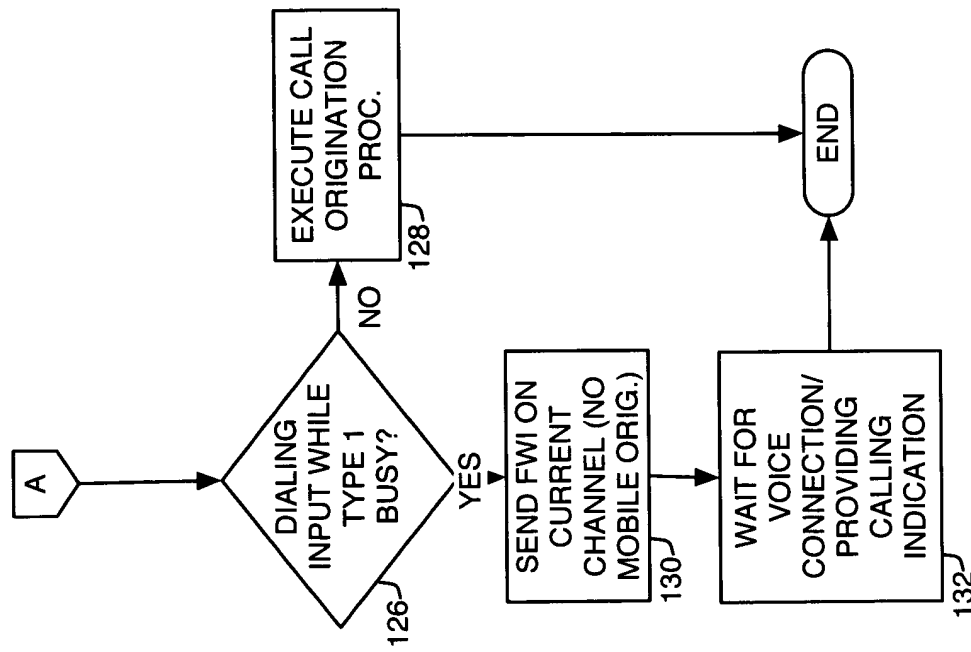 A
DIALING
INPUT WHILE
TYPE 1
BUSY?
126
NO
EXECUTE CALL
ORIGINATION
PROC.
128
YES
SEND FWI ON
CURRENT
CHANNEL (NO
MOBILE ORIG.)
130
WAIT FOR
VOICE
CONNECTION/
PROVIDING
CALLING
INDICATION
132
END